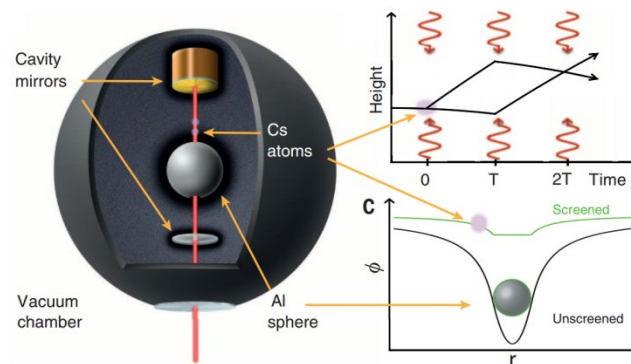 Cavity
mirrors
Cs
atoms
Vacuum
chamber
Al
sphere
Height
0 T 2T Time
C
Screened
ϕ
Unscreened
r